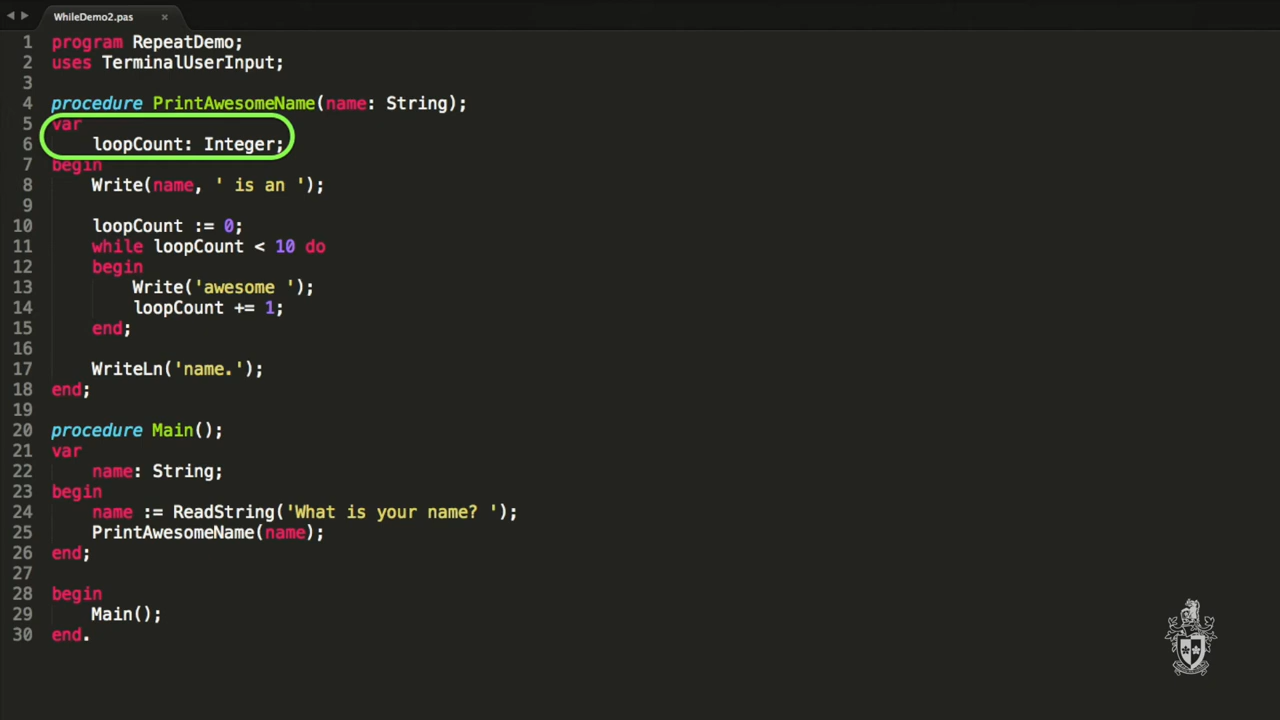 WhileDemo2.pas
1 program RepeatDemo;
2 uses TerminalUserInput;
3
4 procedure PrintAwesomeName(name: String);
5 var
6 loopCount: Integer;
7 begin
8 Write(name, ' is an ');
9
10 loopCount := 0;
11 while loopCount < 10 do
12 begin
13 Write('awesome ');
14 loopCount += 1;
15 end;
16
17 WriteLn('name.');
18 end;
19
20 procedure Main();
21 var
22 name: String;
23 begin
24 name := ReadString('What is your name? ');
25 PrintAwesomeName(name);
26 end;
27
28 begin
29 Main();
30 end.